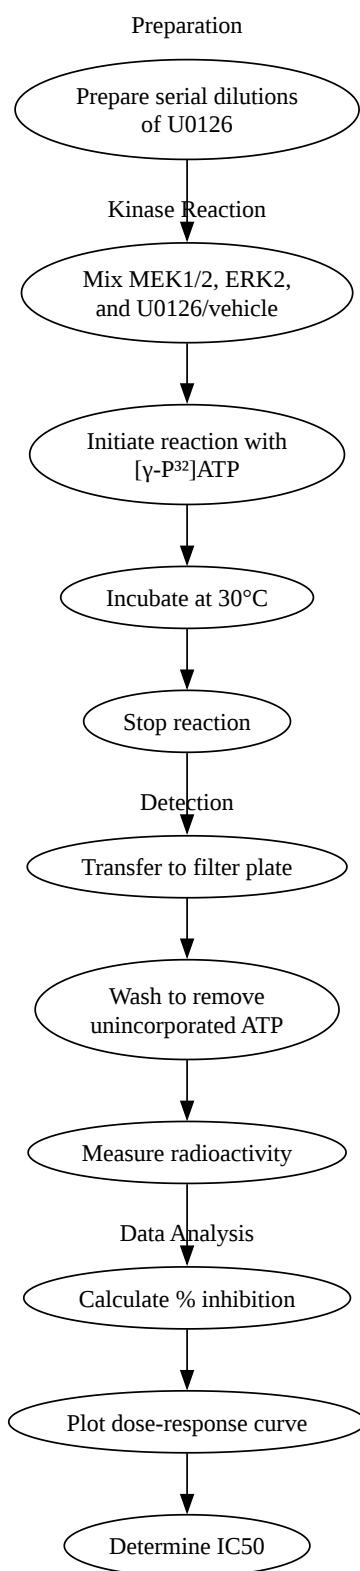 Preparation
Prepare serial dilutions
of U0126
Kinase Reaction
Mix MEK1/2, ERK2,
and U0126/vehicle
Initiate reaction with
[γ-P³²]ATP
Incubate at 30°C
Stop reaction
Detection
Transfer to filter plate
Wash to remove
unincorporated ATP
Measure radioactivity
Data Analysis
Calculate % inhibition
Plot dose-response curve
Determine IC50